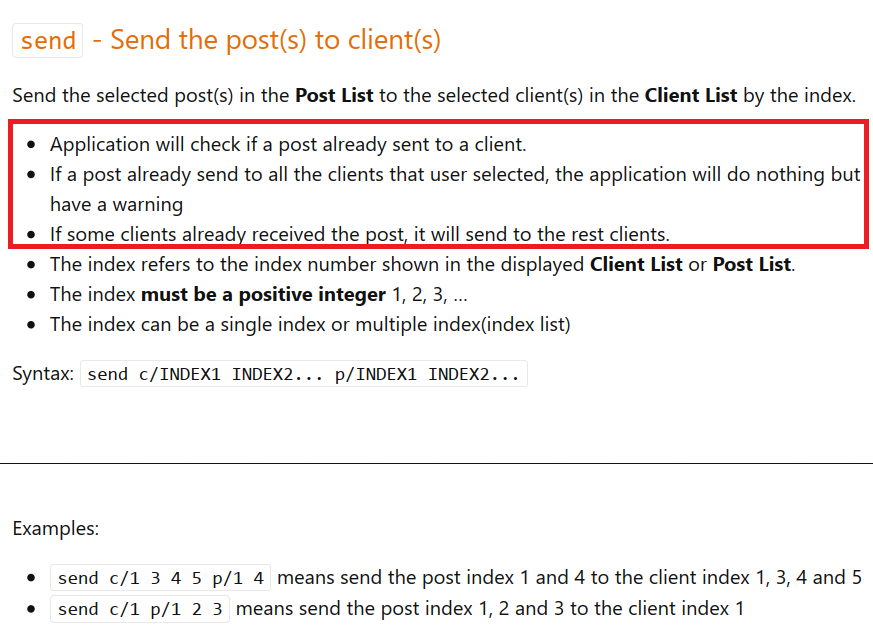 send - Send the post(s) to client(s)
Send the selected post(s) in the Post List to the selected client(s) in the Client List by the index.
• Application will check if a post already sent to a client.
• If a post already send to all the clients that user selected, the application will do nothing but
have a warning
• If some clients already received the post, it will send to the rest clients.
• The index refers to the index number shown in the displayed Client List or Post List.
• The index must be a positive integer 1, 2, 3, ...
• The index can be a single index or multiple index(index list)
Syntax: send c/INDEX1 INDEX2... p/INDEX1 INDEX2...
Examples:
• send c/1 3 4 5 p/1 4 means send the post index 1 and 4 to the client index 1, 3, 4 and 5
• send c/1 p/1 2 3 means send the post index 1, 2 and 3 to the client index 1